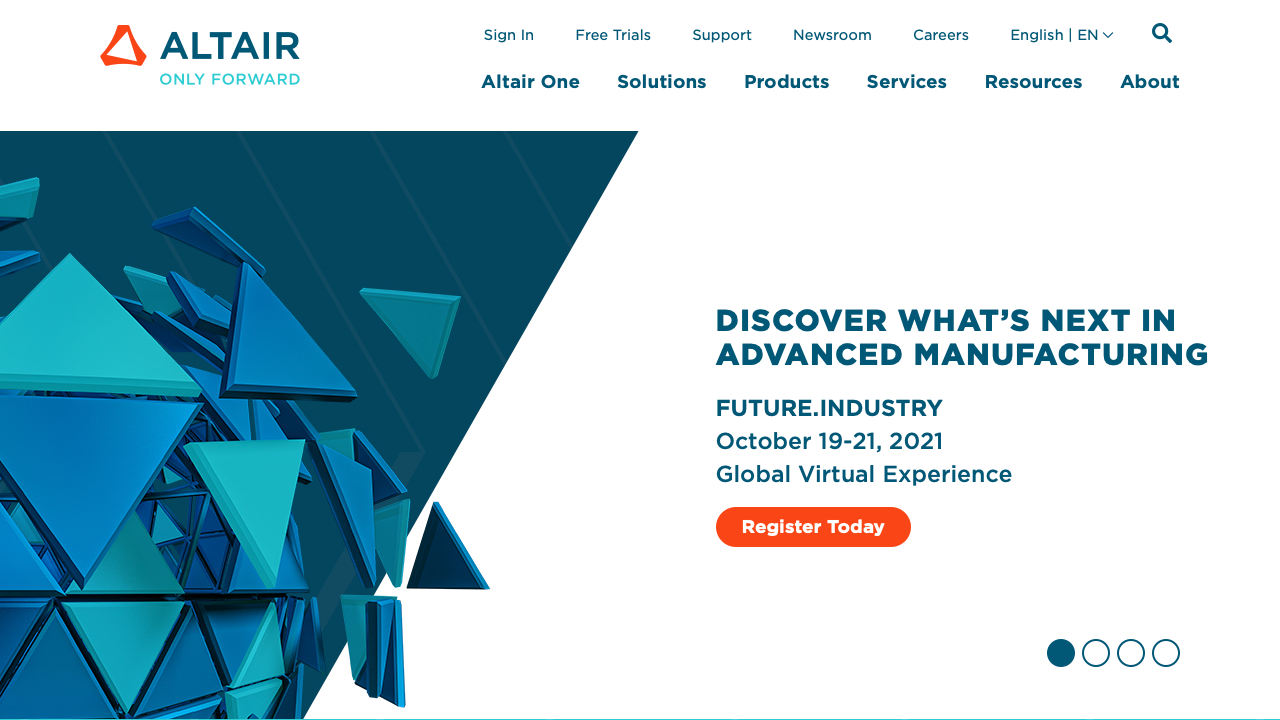 ALTAIR
ONLY FORWARD
Sign In Free Trials Support Newsroom Careers English | EN
Altair One Solutions Products Services Resources About
DISCOVER WHAT’S NEXT IN
ADVANCED MANUFACTURING
FUTURE.INDUSTRY
October 19-21, 2021
Global Virtual Experience
Register Today